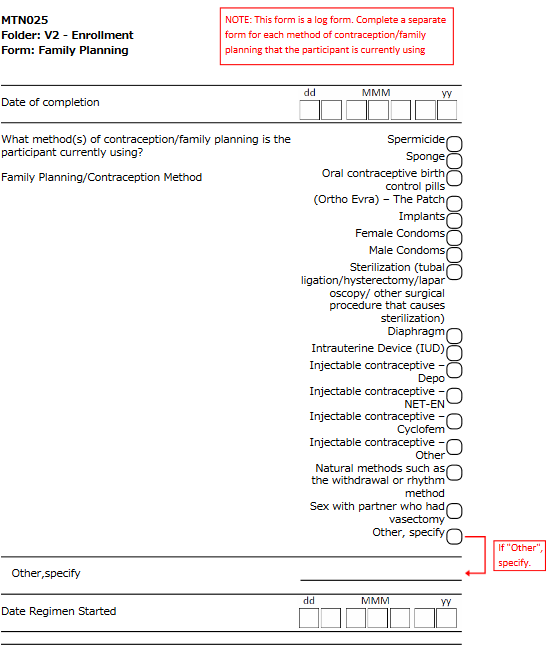 MTN025
Folder: V2 - Enrollment
Form: Family Planning
NOTE: This form is a log form. Complete a separate
form for each method of contraception/family
planning that the participant is currently using
dd MMM yy
Date of completion
What method(s) of contraception/family planning is the
participant currently using?
Family Planning/Contraception Method
Spermicide
Sponge
Oral contraceptive birth
control pills
(Ortho Evra) – The Patch
Implants
Female Condoms
Male Condoms
Sterilization (tubal
ligation/hysterectomy/lapar
oscopy/ other surgical
procedure that causes
sterilization)
Diaphragm
Intrauterine Device (IUD)
Injectable contraceptive –
Depo
Injectable contraceptive –
NET-EN
Injectable contraceptive –
Cyclofem
Injectable contraceptive –
Other
Natural methods such as
the withdrawal or rhythm
method
Sex with partner who had
vasectomy
Other, specify
If "Other",
specify.
Other,specify
dd MMM yy
Date Regimen Started